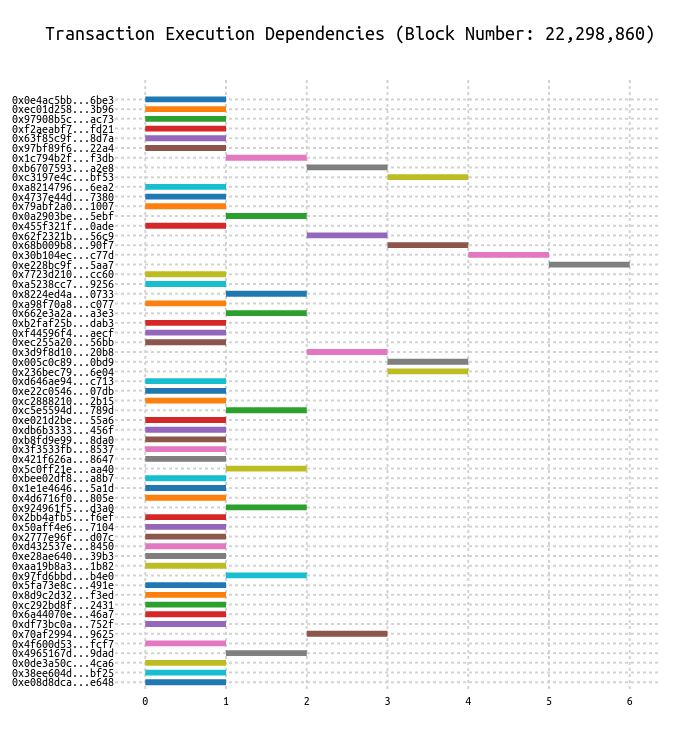 Transaction Execution Dependencies (Block Number: 22,298,860)
0x0e4ac5bb...6be3
0xec01d258...3b96
0x97908b5c...ac73
0xf2aeabf7...fd21
0x63f85c9f...8d7a
0x97bf89f6...22a4
0x1c794b2f...f3db
0xb6707593...a2e0
0xc3197e4c...bf53
0xa8214796...6ea2
0x4737e44d...7380
0x79abf2a0...1007
0x0a2903be...5ebf
0x455f321f...0ade
0x62f2321b...56c9
0x68b009b8...90f7
0x30b104ec...c77d
0xe228bc9f...5aa7
0x7723d210...cc60
0xa5238cc7...9256
0x8224ed4a...0733
0xa98f70a8...c077
0x662e3a2a...a3e3
0xb2faf25b...dab3
0xf44596f4...aecf
0xec255a20...56bb
0x3d9f8d10...20b8
0x005c0c89...0bd9
0x236bec79...6e04
0xd646ae94...c713
0xe22c0546...07db
0xc2888210...2b15
0xc5e5594d...789d
0xe021d2be...55a6
0xdb6b3333...456f
0xb8fd9e99...8da0
0x3f3533fb...8537
0x421f626a...8647
0x5c0ff21e...aa40
0xbee02df8...a8b7
0x1e1e4646...5a1d
0x4d6716f0...805e
0x924961f5...d3a0
0x2bb4afb5...f6ef
0x50aff4e6...7104
0x2777e96f...d07c
0xd432537e...8450
0xe28ae640...39b3
0xaa19b8a3...1b82
0x97fd6bbd...b4e0
0x5fa73e8c...491e
0x8d9c2d32...f3ed
0xc292bd8f...2431
0x6a44070e...46a7
0xdf73bc0a...752f
0x70af2994...9625
0x4f600d53...fcf7
0x4965167d...9dad
0x0de3a50c...4ca6
0x38ee604d...bf25
0xe08d8dca...e648
0 1 2 3 4 5 6